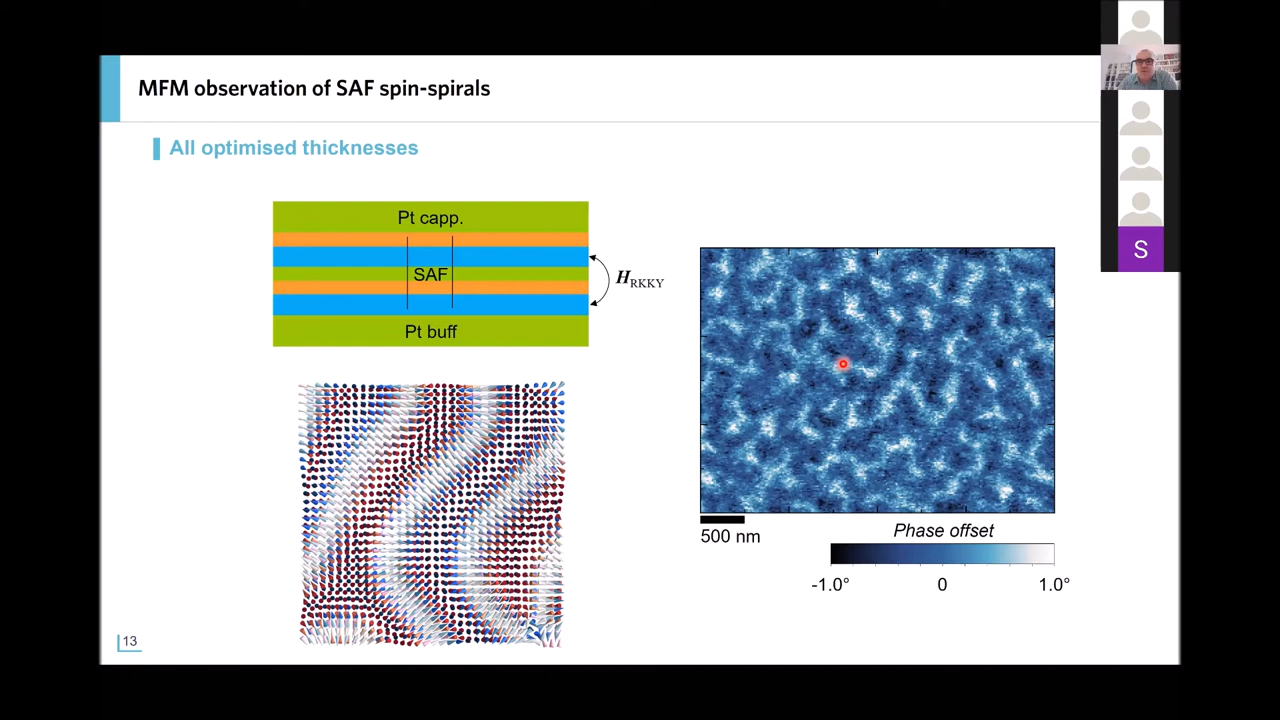 MFM observation of SAF spin-spirals
All optimised thicknesses
Pt capp.
SAF
H RKKY
Pt buff
500 nm
Phase offset
-1.0° 0 1.0°
13
S